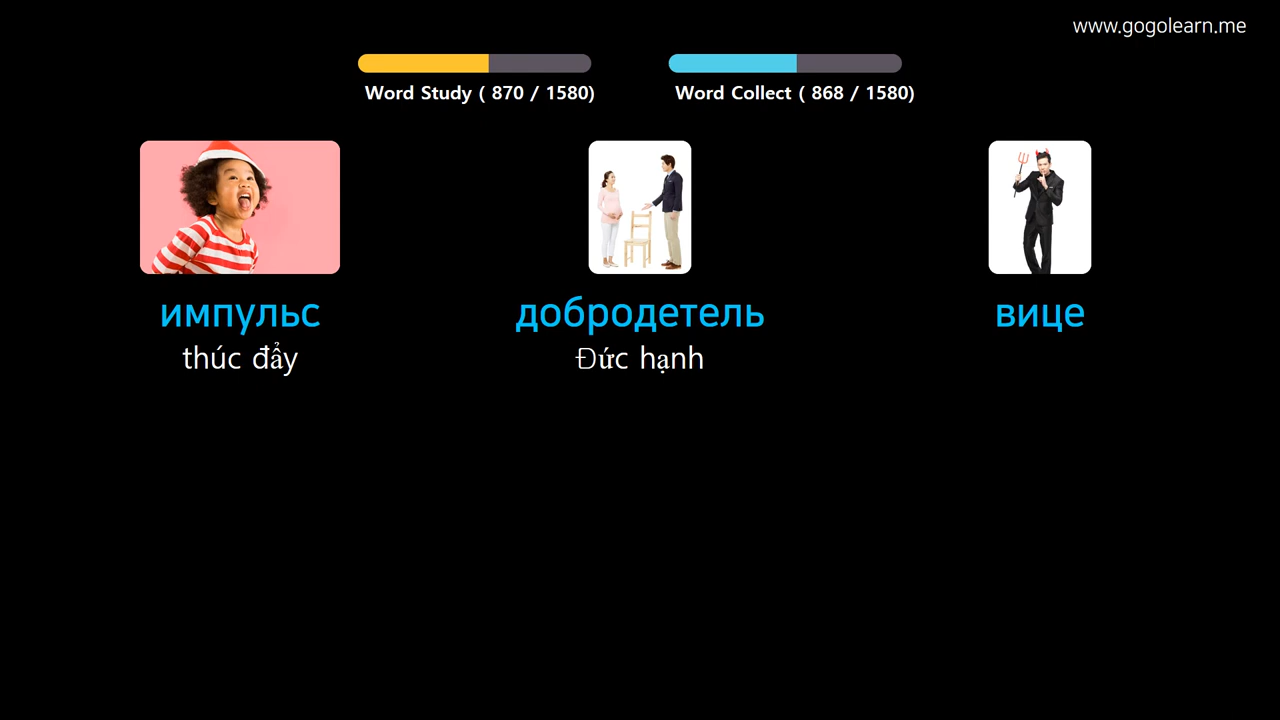 www.gogolearn.me
Word Study ( 870 / 1580)
Word Collect ( 868 / 1580)
импульс
thúc đẩy
добродетель
Đức hạnh
вице